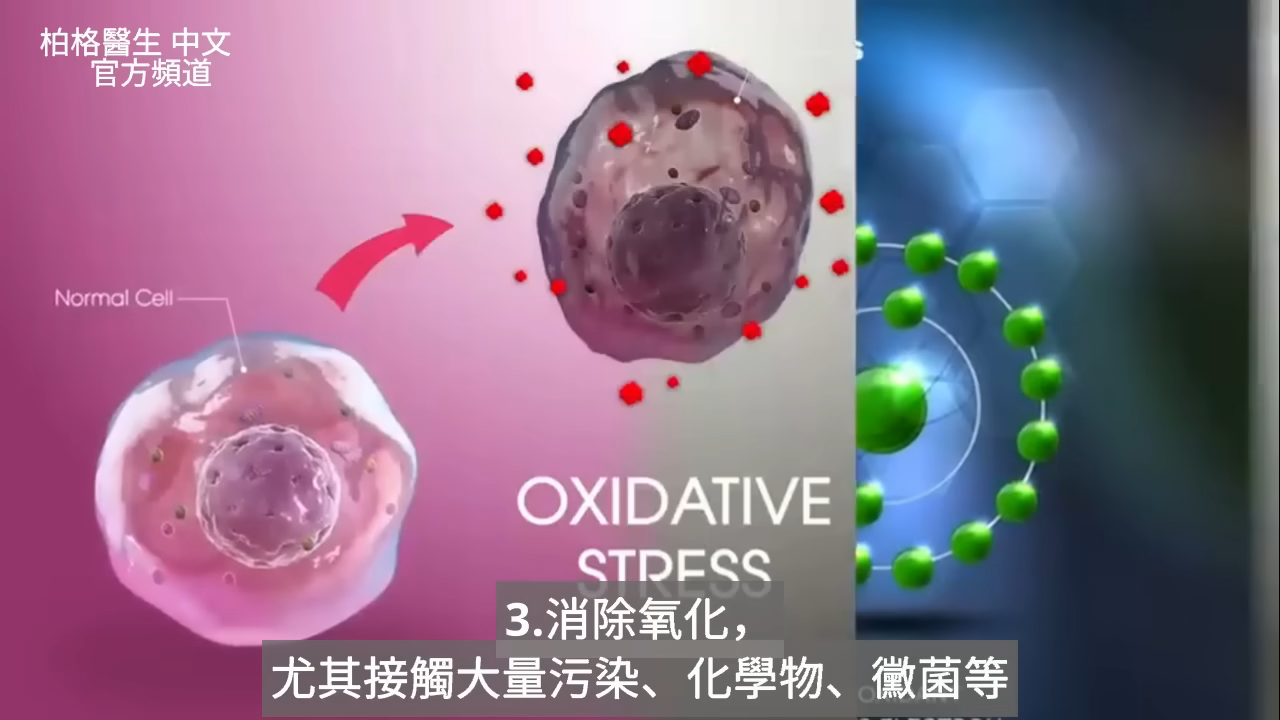 柏格醫生 中文
官方頻道
Normal Cell
OXIDATIVE
STRESS
3.消除氧化，
尤其接觸大量污染、化學物、黴菌等